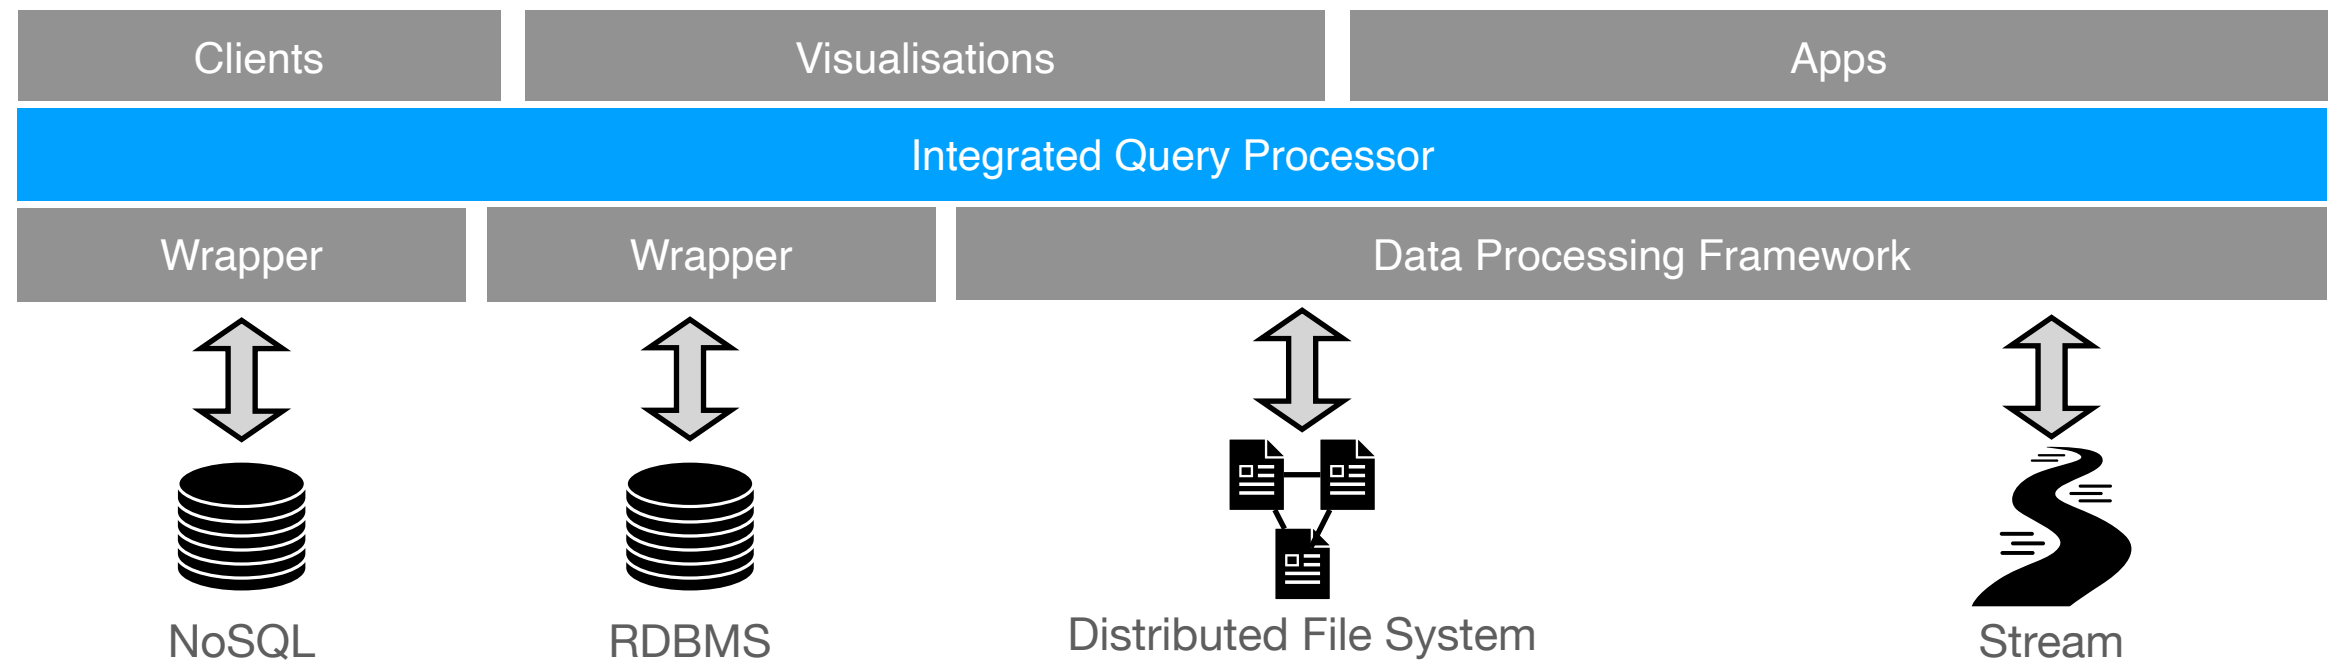 Clients
Visualisations
Apps
Integrated Query Processor
Wrapper
Wrapper
Data Processing Framework
NoSQL
RDBMS
Distributed File System
Stream